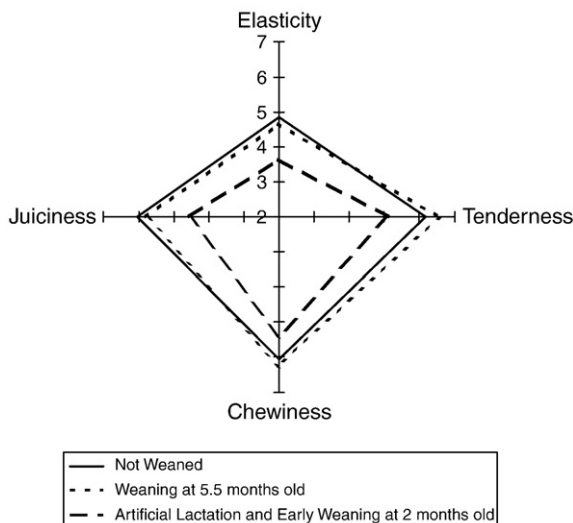 Elasticity
7
6
5
4
3
Juiciness
2
Tenderness
Chewiness
Not Weaned
Weaning at 5.5 months old
Artificial Lactation and Early Weaning at 2 months old